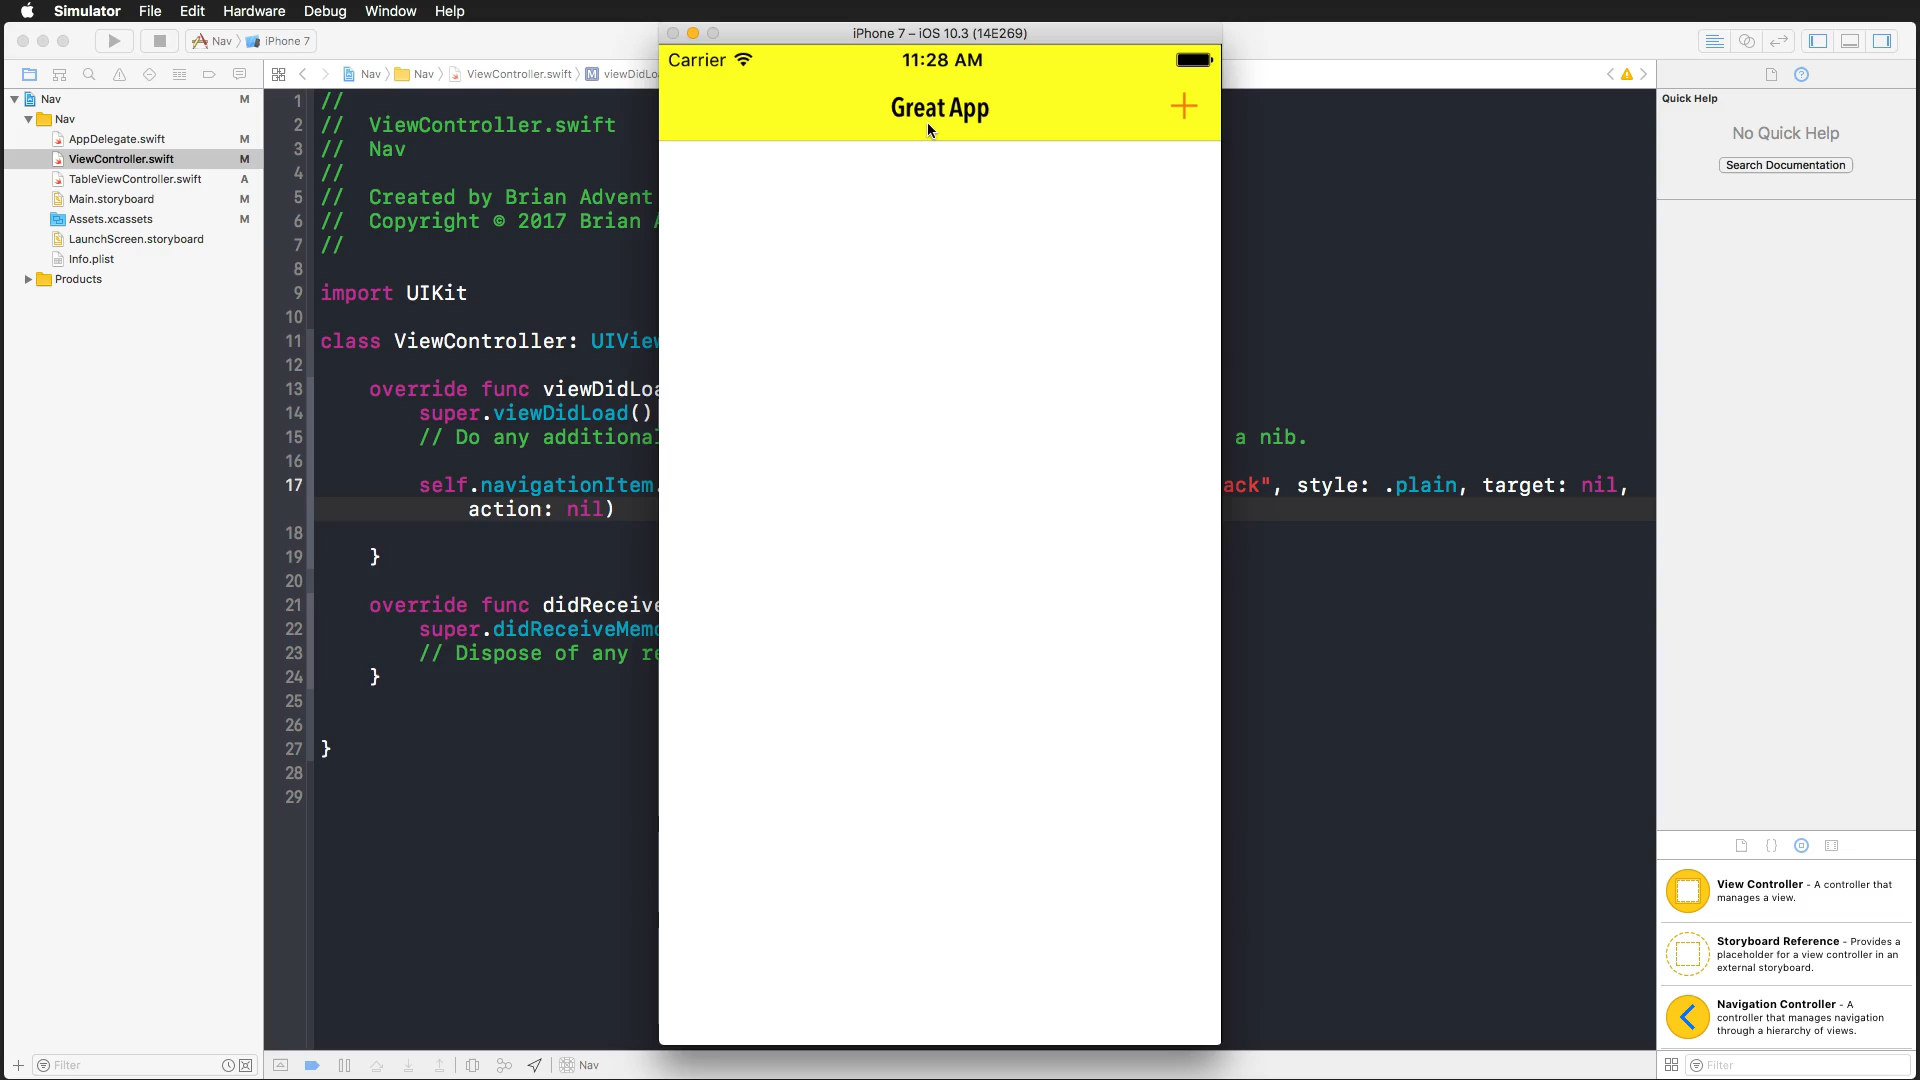 Simulator File Edit Hardware Debug Window Help
iPhone 7 – iOS 10.3 (14E269)
Nav iPhone 7
Nav Nav ViewController.swift viewDidLo
Nav M
Nav
AppDelegate.swift M
ViewController.swift M
TableViewController.swift A
Main.storyboard M
Assets.xcassets M
LaunchScreen.storyboard
Info.plist
Products
Filter
1 //
2 // ViewController.swift
3 // Nav
4 //
5 // Created by Brian Advent
6 // Copyright © 2017 Brian A
7 //
8
9 import UIKit
10
11 class ViewController: UIView
12
13 override func viewDidLoa
14 super.viewDidLoad()
15 // Do any additional a nib.
16
17 self.navigationItem. ack", style: .plain, target: nil,
action: nil)
18
19 }
20
21 override func didReceive
22 super.didReceiveMemo
23 // Dispose of any re
24 }
25
26
27 }
28
29
Nav
Carrier 11:28 AM
Great App
Quick Help
No Quick Help
Search Documentation
View Controller - A controller that
manages a view.
Storyboard Reference - Provides a
placeholder for a view controller in an
external storyboard.
Navigation Controller - A
controller that manages navigation
through a hierarchy of views.
Filter